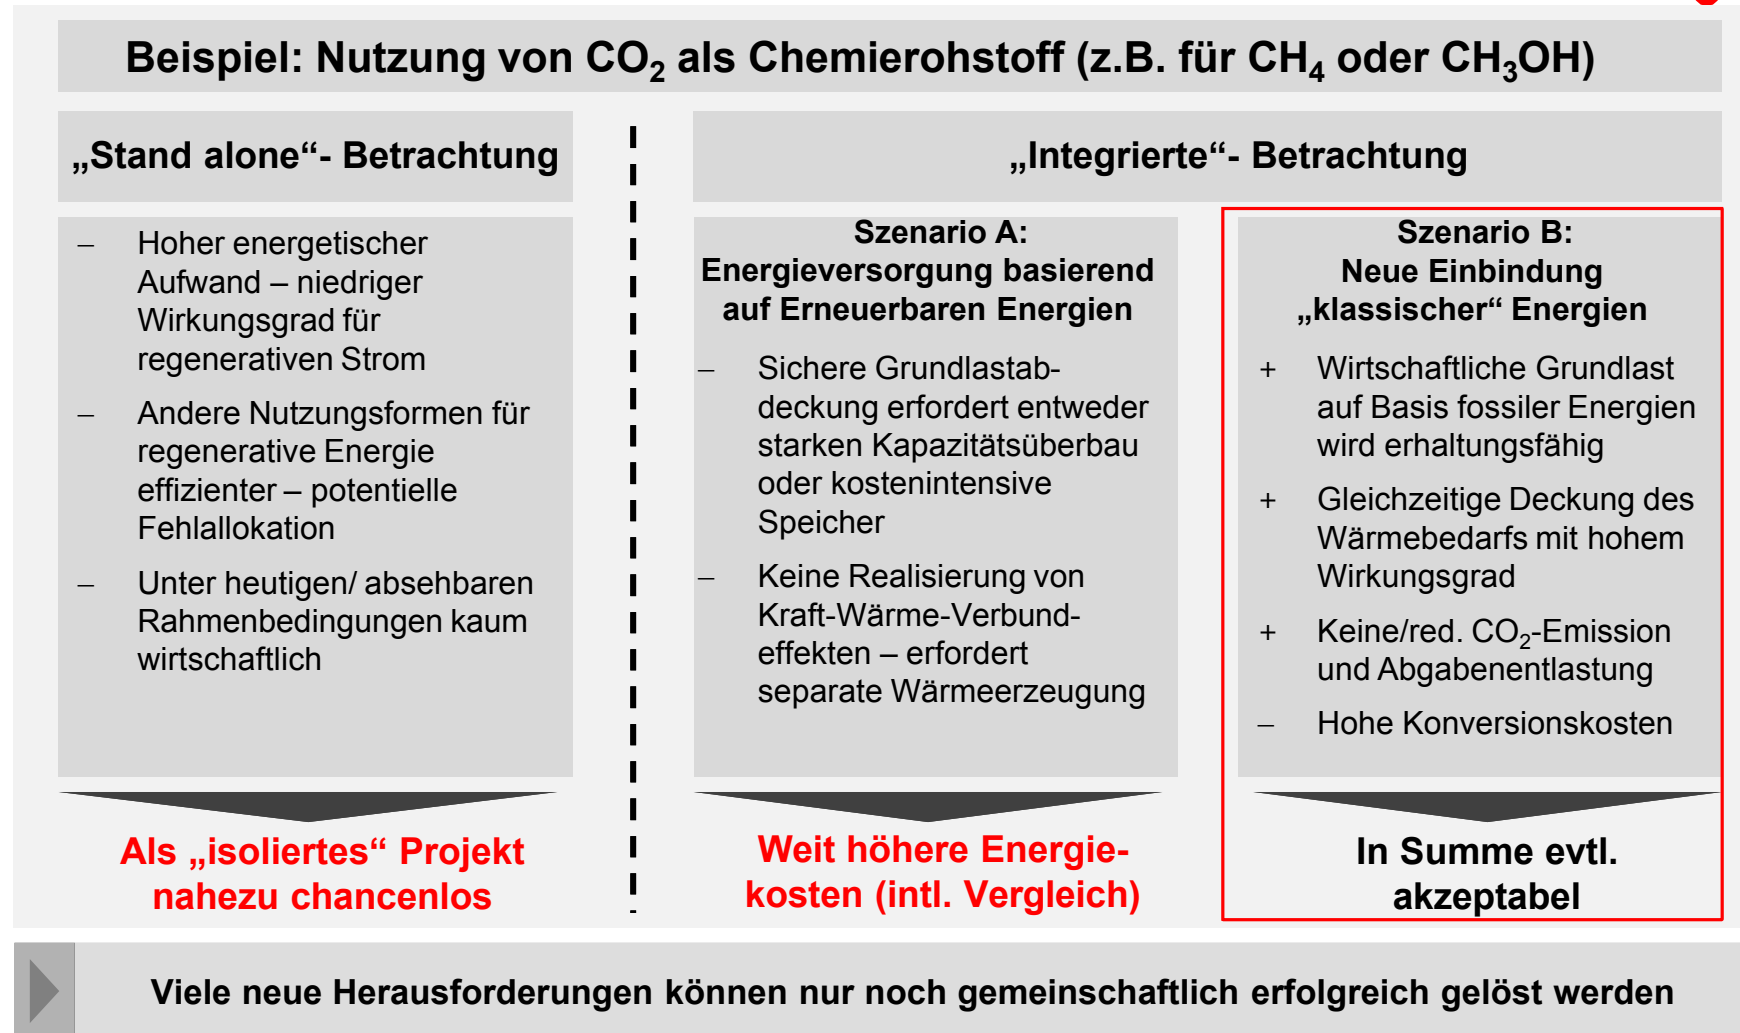 Beispiel: Nutzung von CO₂ als Chemierohstoff (z.B. für CH₄ oder CH₃OH)
„Stand alone“- Betrachtung
– Hoher energetischer
Aufwand – niedriger
Wirkungsgrad für
regenerativen Strom
– Andere Nutzungsformen für
regenerative Energie
effizienter – potentielle
Fehlallokation
– Unter heutigen/ absehbaren
Rahmenbedingungen kaum
wirtschaftlich
Als „isoliertes“ Projekt
nahezu chancenlos
„Integrierte“- Betrachtung
Szenario A:
Energieversorgung basierend
auf Erneuerbaren Energien
– Sichere Grundlastab-
deckung erfordert entweder
starken Kapazitätsüberbau
oder kostenintensive
Speicher
– Keine Realisierung von
Kraft-Wärme-Verbund-
effekten – erfordert
separate Wärmeerzeugung
Weit höhere Energie-
kosten (intl. Vergleich)
Szenario B:
Neue Einbindung
„klassischer“ Energien
+ Wirtschaftliche Grundlast
auf Basis fossiler Energien
wird erhaltungsfähig
+ Gleichzeitige Deckung des
Wärmebedarfs mit hohem
Wirkungsgrad
+ Keine/red. CO₂-Emission
und Abgabenentlastung
– Hohe Konversionskosten
In Summe evtl.
akzeptabel
Viele neue Herausforderungen können nur noch gemeinschaftlich erfolgreich gelöst werden